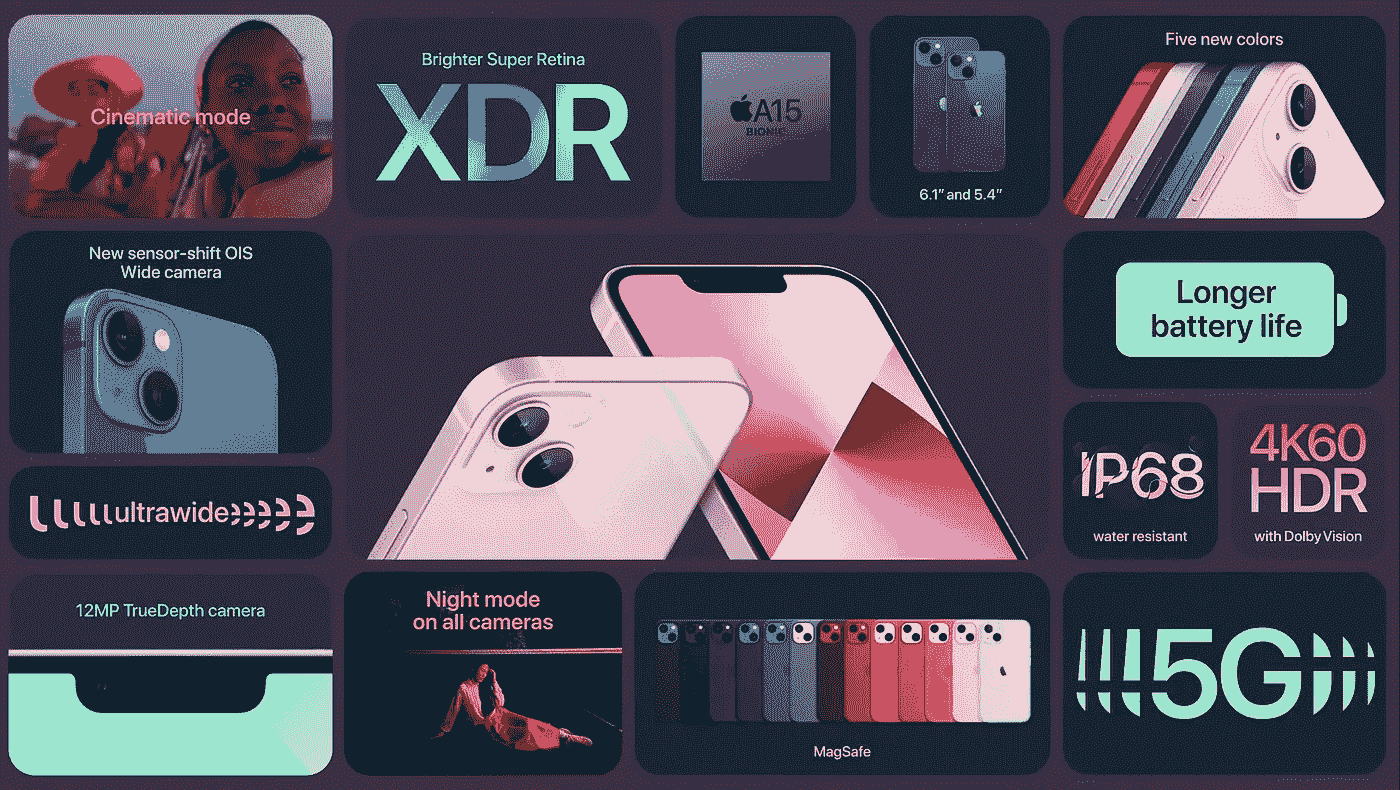 Cinematic mode
Brighter Super Retina
XDR
A15
BIONIC
6.1" and 5.4"
Five new colors
New sensor-shift OIS
Wide camera
Longer
battery life
ultrawide
IP68
water resistant
4K60
HDR
with Dolby Vision
12MP TrueDepth camera
Night mode
on all cameras
MagSafe
5G